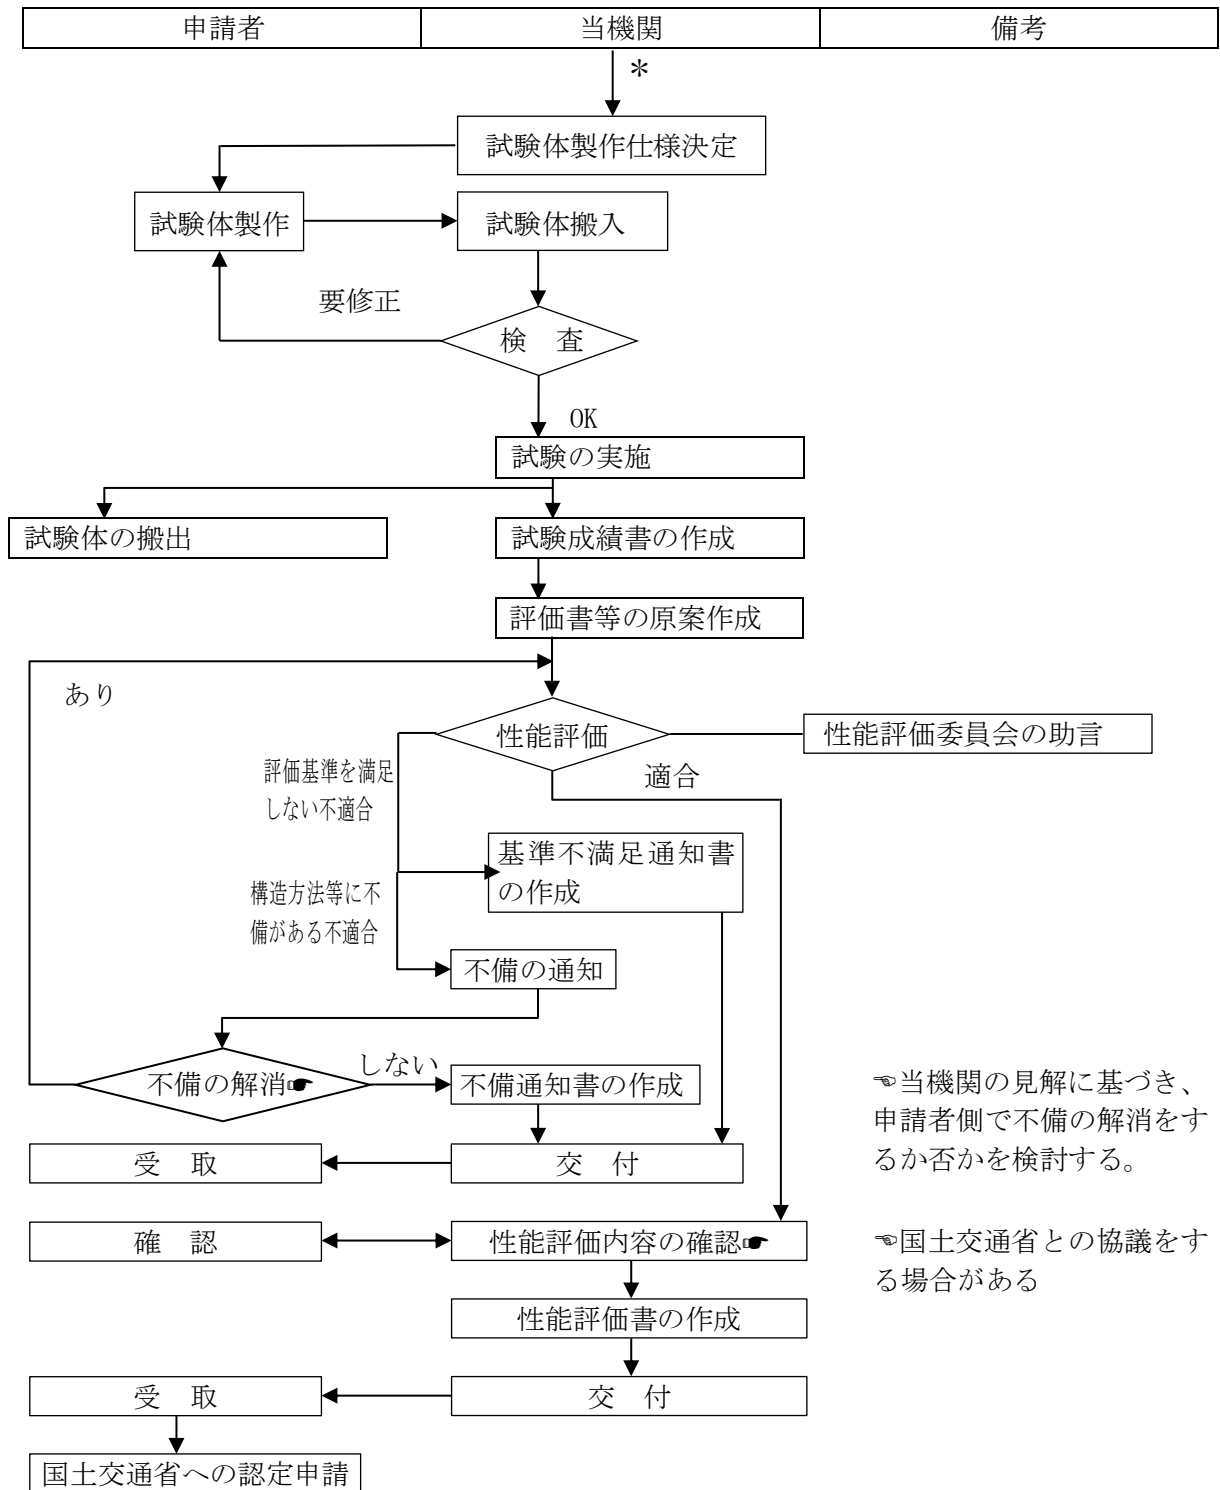 申請者
当機関
備考
＊
試験体製作仕様決定
試験体製作
試験体搬入
要修正
検　査
OK
試験の実施
試験体の搬出
試験成績書の作成
評価書等の原案作成
あり
性能評価
性能評価委員会の助言
評価基準を満足
しない不適合
適合
基準不満足通知書
の作成
構造方法等に不
備がある不適合
不備の通知
不備の解消☛
しない
不備通知書の作成
☜当機関の見解に基づき、
申請者側で不備の解消をす
るか否かを検討する。
受　取
交　付
確　認
性能評価内容の確認☛
☜国土交通省との協議をす
る場合がある
性能評価書の作成
受　取
交　付
国土交通省への認定申請